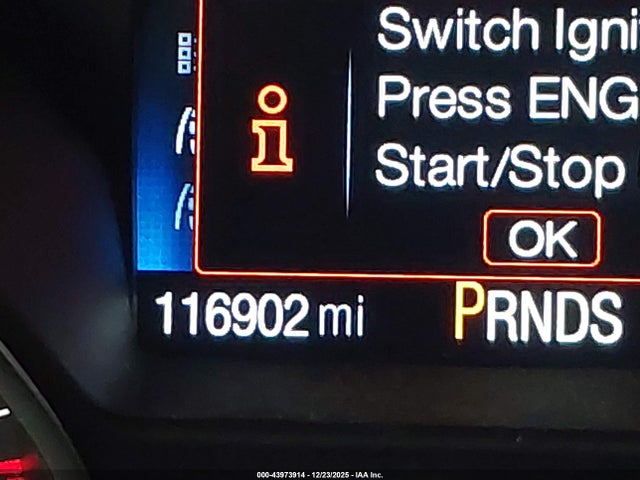 Switch Igni
Press ENG
Start/Stop
OK
116902 mi
PRNDS
000-43973914 - 12/23/2025 - IAA Inc.